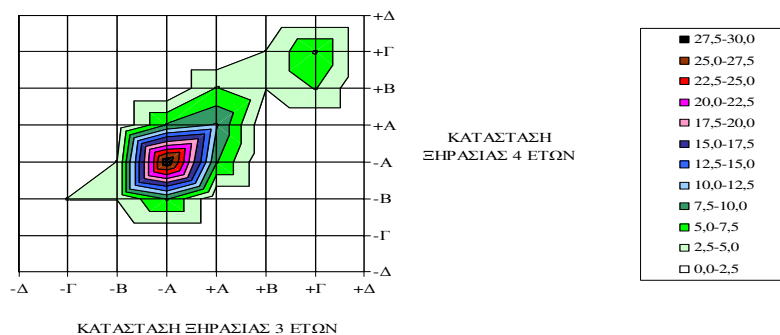 +Δ
+Γ
+Β
+Α
-Α
-Β
-Γ
-Δ
-Δ -Γ -Β -Α +Α +Β +Γ +Δ
ΚΑΤΑΣΤΑΣΗ ΞΗΡΑΣΙΑΣ 3 ΕΤΩΝ
ΚΑΤΑΣΤΑΣΗ
ΞΗΡΑΣΙΑΣ 4 ΕΤΩΝ
27,5-30,0
25,0-27,5
22,5-25,0
20,0-22,5
17,5-20,0
15,0-17,5
12,5-15,0
10,0-12,5
7,5-10,0
5,0-7,5
2,5-5,0
0,0-2,5